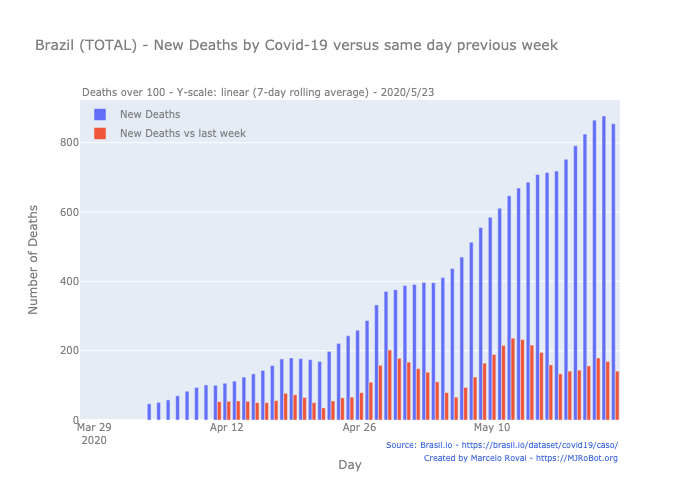 Brazil (TOTAL) - New Deaths by Covid-19 versus same day previous week
Deaths over 100 - Y-scale: linear (7-day rolling average) - 2020/5/23
New Deaths
New Deaths vs last week
800
600
400
200
0
Number of Deaths
Mar 29
2020
Apr 12
Apr 26
May 10
Day
Source: Brasil.io - https://brasil.io/dataset/covid19/caso/
Created by Marcelo Rovai - https://MJRoBot.org